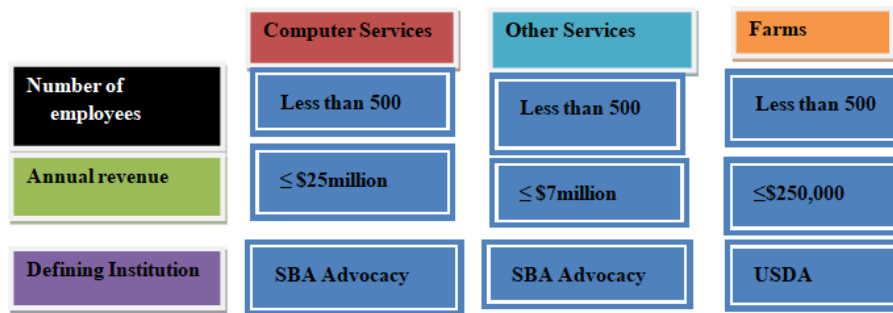 Computer Services Other Services Farms
Number of
employees Less than 500 Less than 500 Less than 500
Annual revenue ≤ $25million ≤ $7million ≤$250,000
Defining Institution SBA Advocacy SBA Advocacy USDA